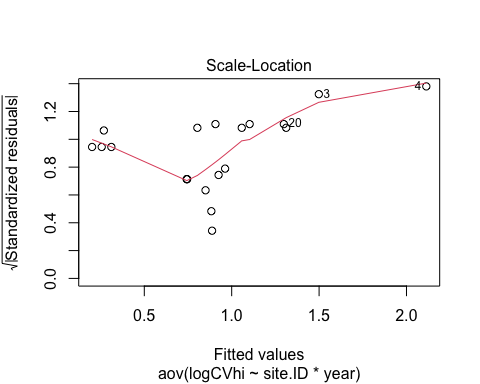 Scale-Location
√|Standardized residuals|
0.0 0.4 0.8 1.2
4
3
20
0.5 1.0 1.5 2.0
Fitted values
aov(logCVhi ~ site.ID * year)